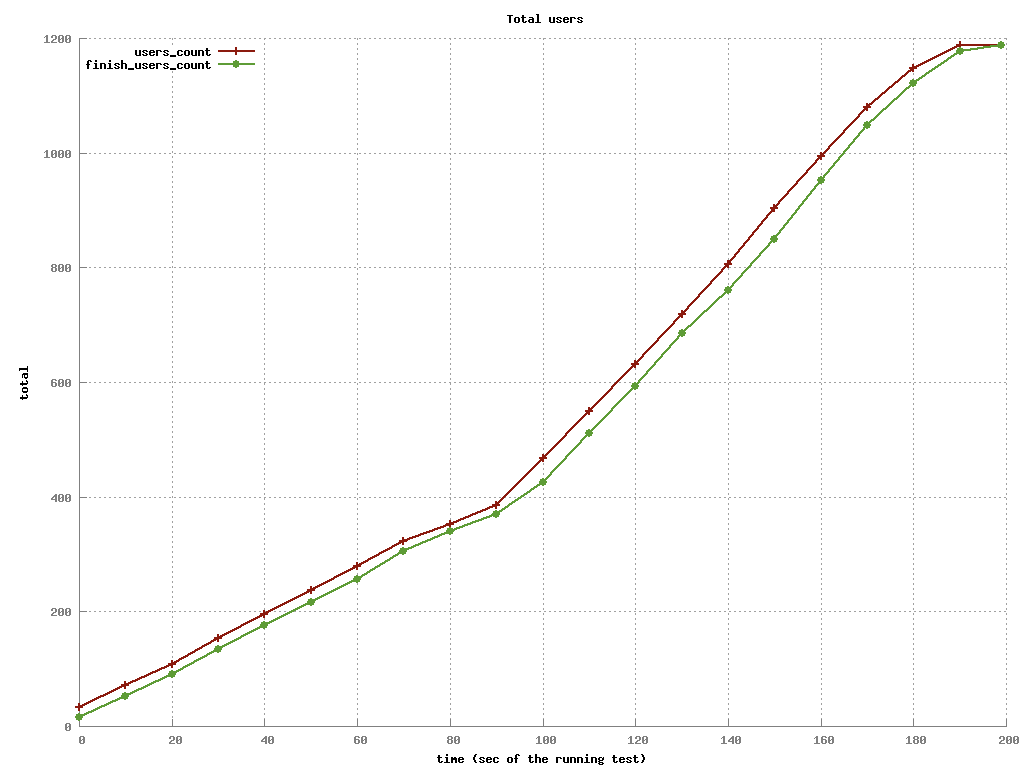 Total users
users_count
finish_users_count
1200
1000
800
600
400
200
0
total
0 20 40 60 80 100 120 140 160 180 200
time (sec of the running test)